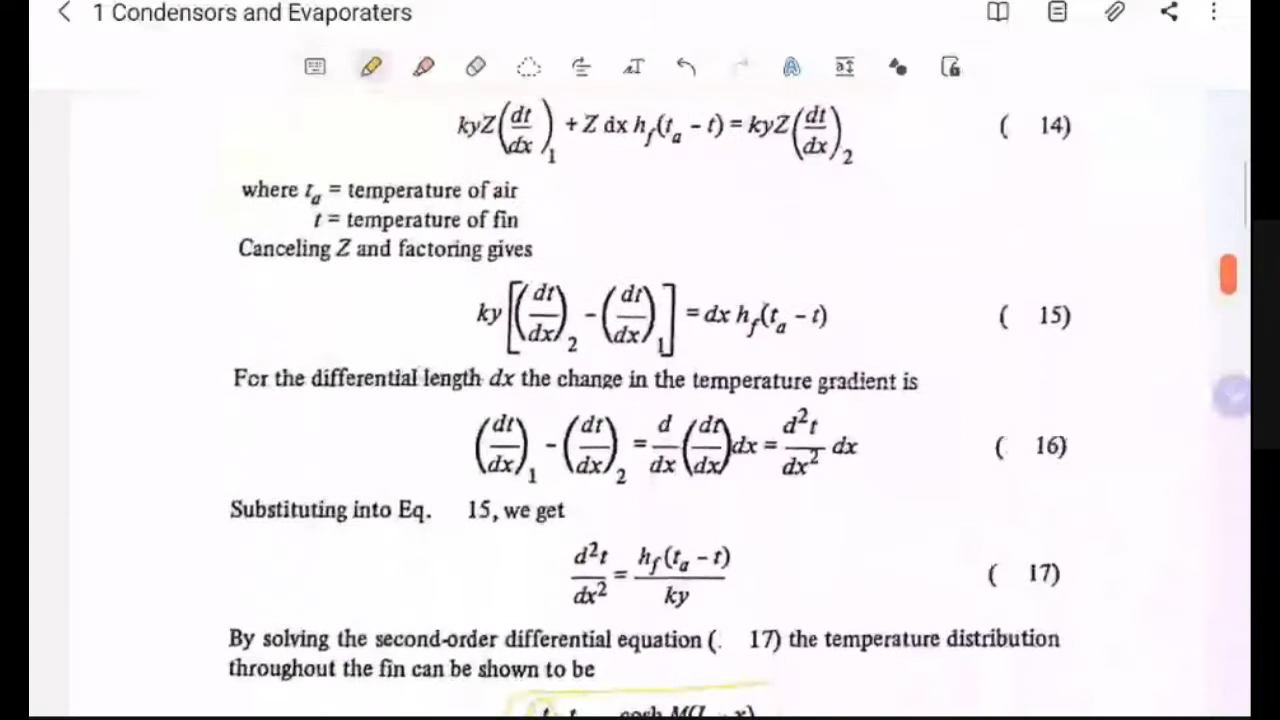 1 Condensors and Evaporaters
kyZ(dt/dx)₁ + Z dx h_f(t_a - t) = kyZ(dt/dx)₂ ( 14)
where t_a = temperature of air
t = temperature of fin
Canceling Z and factoring gives
ky[(dt/dx)₂ - (dt/dx)₁] = dx h_f(t_a - t) ( 15)
For the differential length dx the change in the temperature gradient is
(dt/dx)₁ - (dt/dx)₂ = d/dx (dt/dx)dx = d²t/dx² dx ( 16)
Substituting into Eq. 15, we get
d²t/dx² = h_f(t_a - t)/ky ( 17)
By solving the second-order differential equation (. 17) the temperature distribution
throughout the fin can be shown to be
cosh M(L - x)